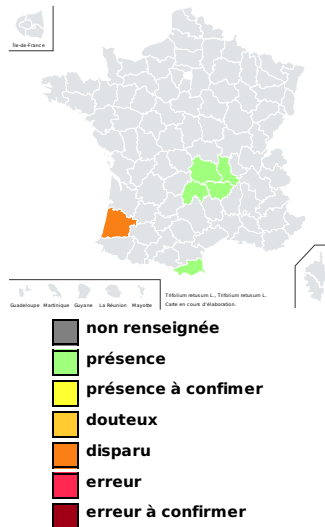 Île-de-France
Guadeloupe Martinique Guyane La Réunion Mayotte
Trifolium retusum L., Trifolium retusum L.
Carte en cours d'élaboration.
non renseignée
présence
présence à confimer
douteux
disparu
erreur
erreur à confirmer